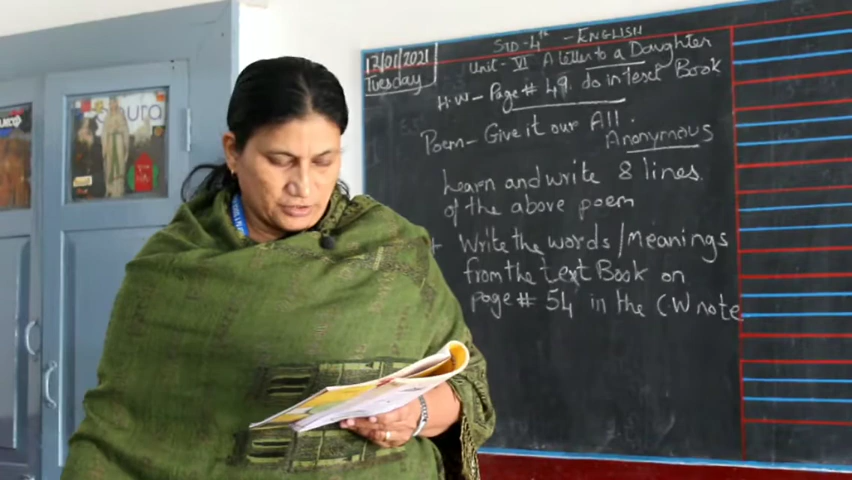 12/01/2021
Tuesday
STD - 4th - ENGLISH
Unit - VI A letter to a Daughter
H.W - Page # 49. do in text Book
Poem - Give it our All.
Anonymous
Learn and write 8 lines.
of the above poem
Write the words / Meanings
from the text Book on
page # 54 in the CW note